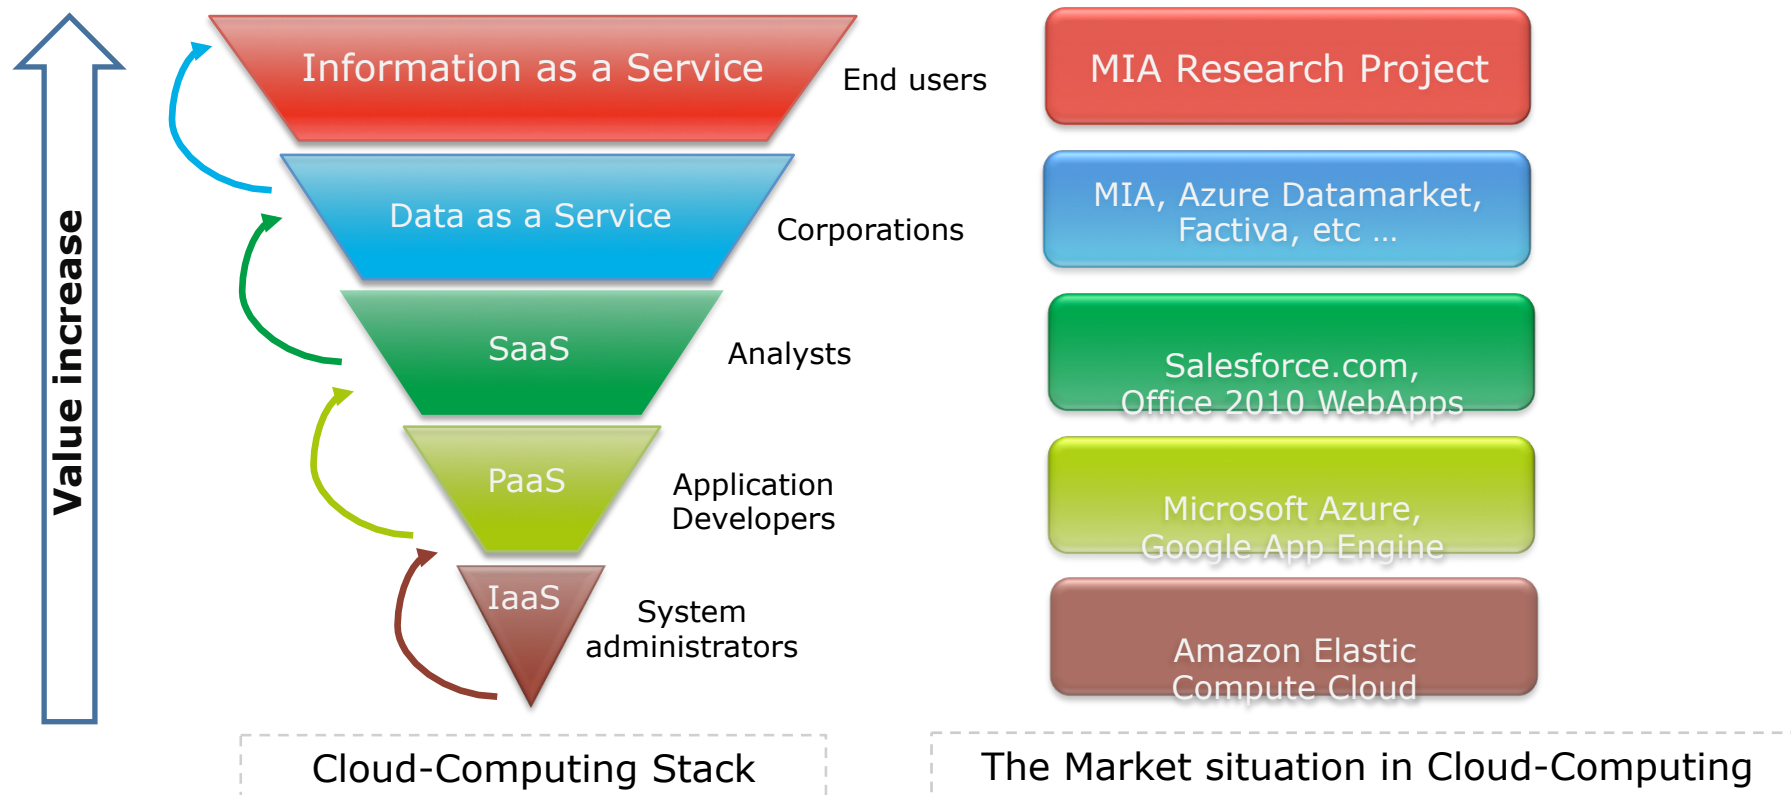 Value increase
Information as a Service
End users
MIA Research Project
Data as a Service
Corporations
MIA, Azure Datamarket,
Factiva, etc ...
SaaS
Analysts
Salesforce.com,
Office 2010 WebApps
PaaS
Application
Developers
Microsoft Azure,
Google App Engine
IaaS
System
administrators
Amazon Elastic
Compute Cloud
Cloud-Computing Stack
The Market situation in Cloud-Computing